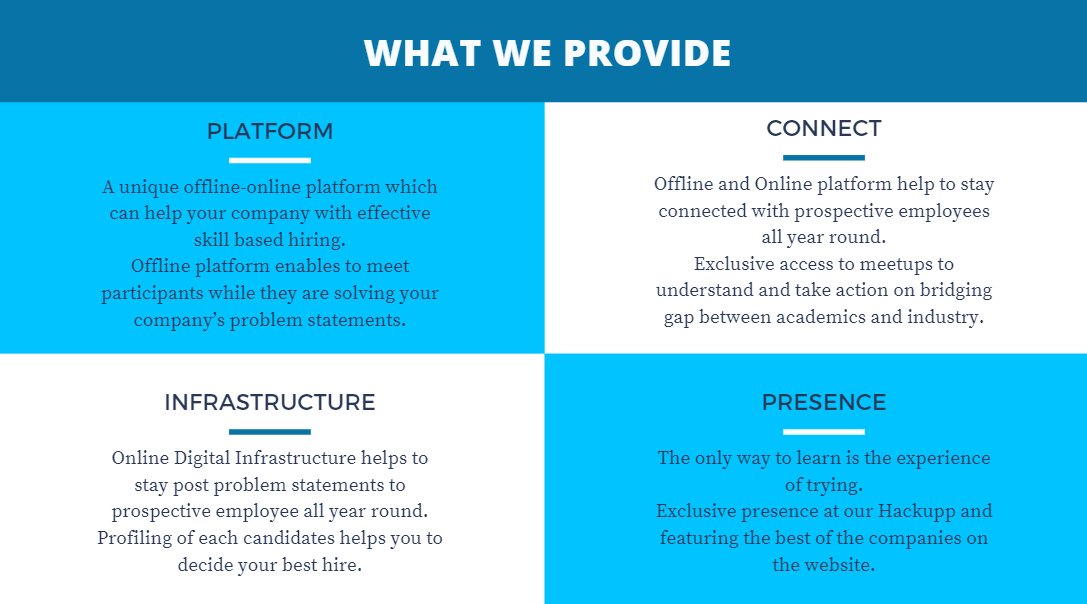 WHAT WE PROVIDE
PLATFORM
A unique offline-online platform which
can help your company with effective
skill based hiring.
Offline platform enables to meet
participants while they are solving your
company's problem statements.
CONNECT
Offline and Online platform help to stay
connected with prospective employees
all year round.
Exclusive access to meetups to
understand and take action on bridging
gap between academics and industry.
INFRASTRUCTURE
Online Digital Infrastructure helps to
stay post problem statements to
prospective employee all year round.
Profiling of each candidates helps you to
decide your best hire.
PRESENCE
The only way to learn is the experience
of trying.
Exclusive presence at our Hackupp and
featuring the best of the companies on
the website.